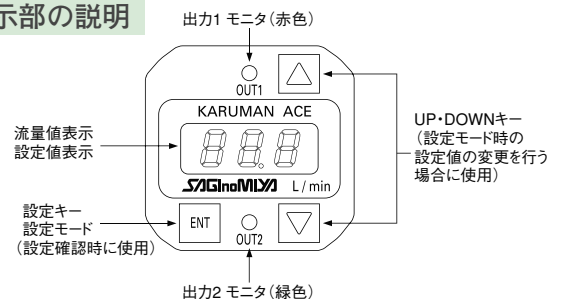 示部の説明
出力1 モニタ（赤色）
OUT1
KARUMAN ACE
流量値表示
設定値表示
88.8
SAGInoMIYA L/min
UP・DOWNキー
（設定モード時の
設定値の変更を行う
場合に使用）
設定キー
設定モード
（設定確認時に使用）
ENT
OUT2
出力2 モニタ（緑色）